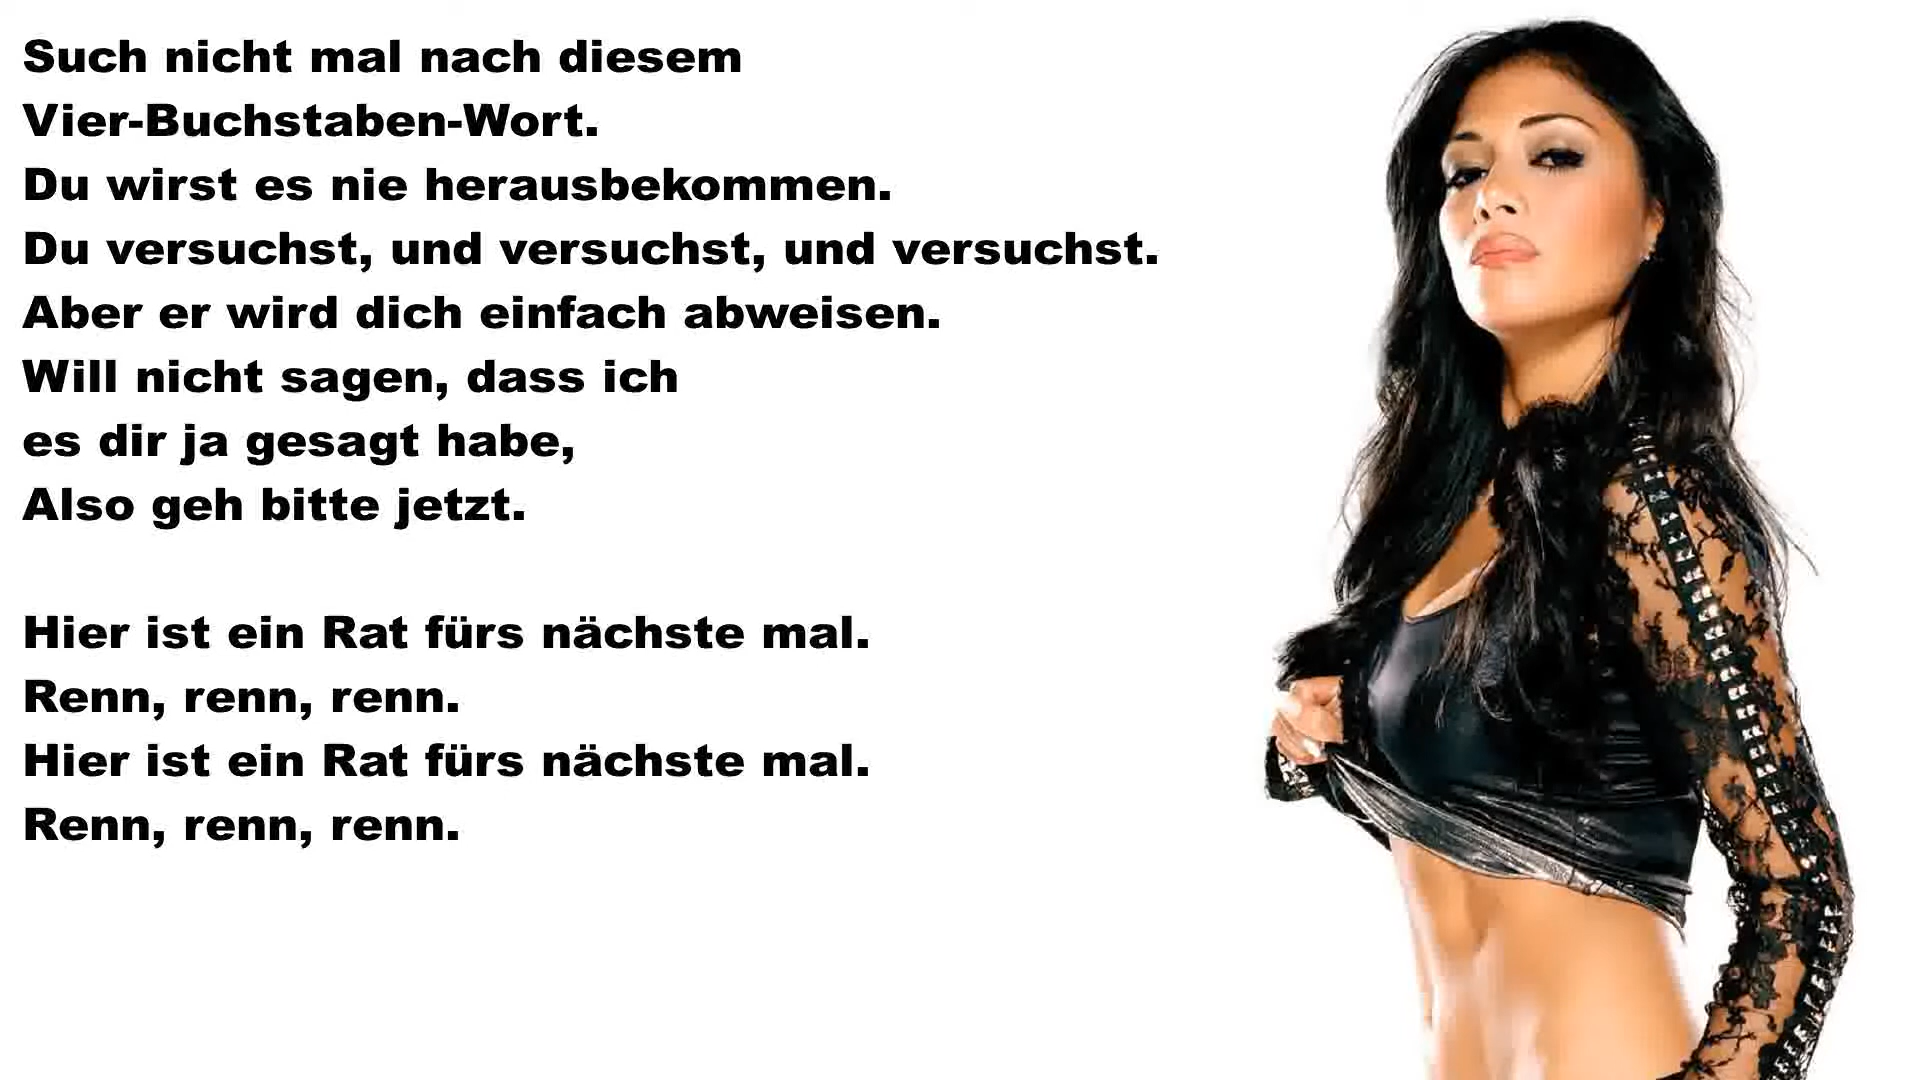 Such nicht mal nach diesem
Vier-Buchstaben-Wort.
Du wirst es nie herausbekommen.
Du versuchst, und versuchst, und versuchst.
Aber er wird dich einfach abweisen.
Will nicht sagen, dass ich
es dir ja gesagt habe,
Also geh bitte jetzt.
Hier ist ein Rat fürs nächste mal.
Renn, renn, renn.
Hier ist ein Rat fürs nächste mal.
Renn, renn, renn.